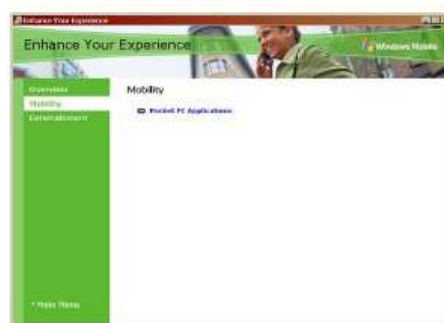 Enhance Your Experience
Enhance Your Experience
Windows Mobile
Overview
Mobility
Entertainment
Mobility
Pocket PC Applications
* Main Menu